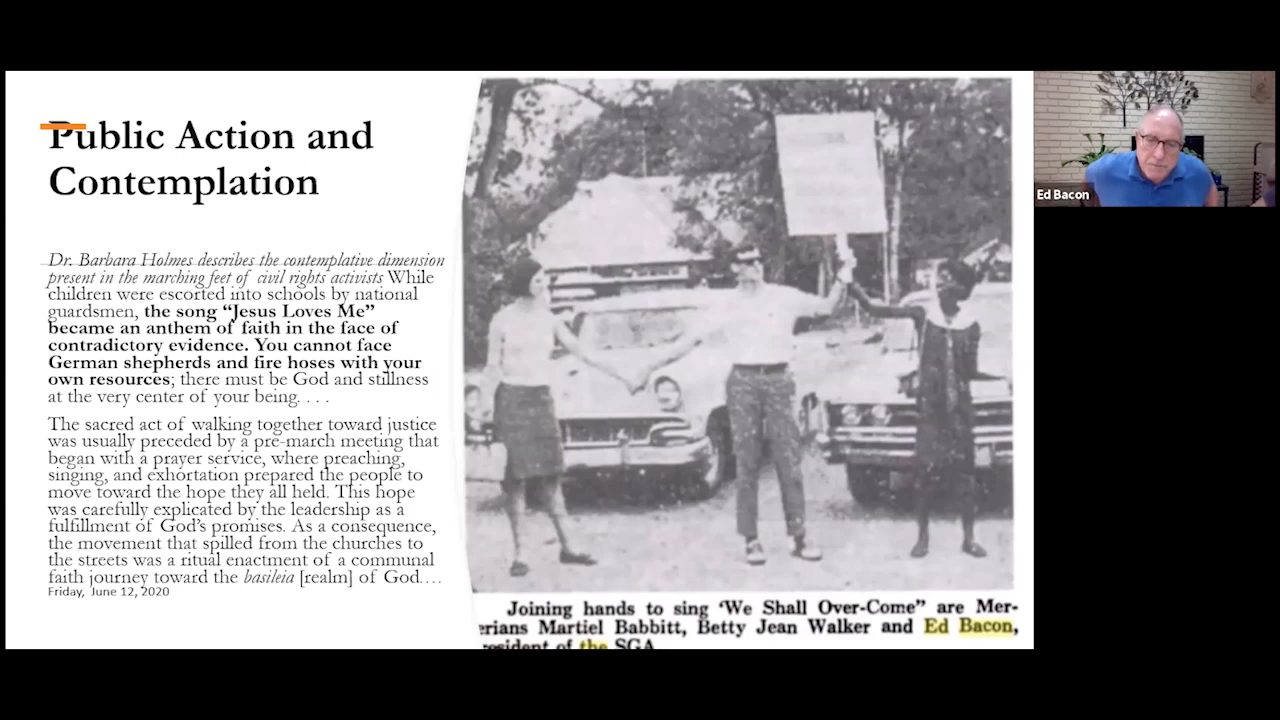 Public Action and
Contemplation
Dr. Barbara Holmes describes the contemplative dimension
present in the marching feet of civil rights activists While
children were escorted into schools by national
guardsmen, the song “Jesus Loves Me”
became an anthem of faith in the face of
contradictory evidence. You cannot face
German shepherds and fire hoses with your
own resources; there must be God and stillness
at the very center of your being. . . .
The sacred act of walking together toward justice
was usually preceded by a pre-march meeting that
began with a prayer service, where preaching,
singing, and exhortation prepared the people to
move toward the hope they all held. This hope
was carefully explicated by the leadership as a
fulfillment of God’s promises. As a consequence,
the movement that spilled from the churches to
the streets was a ritual enactment of a communal
faith journey toward the basileia [realm] of God….
Friday, June 12, 2020
Joining hands to sing ‘We Shall Over-Come” are Mer-
erians Martiel Babbitt, Betty Jean Walker and Ed Bacon,
esident of the SGA
Ed Bacon